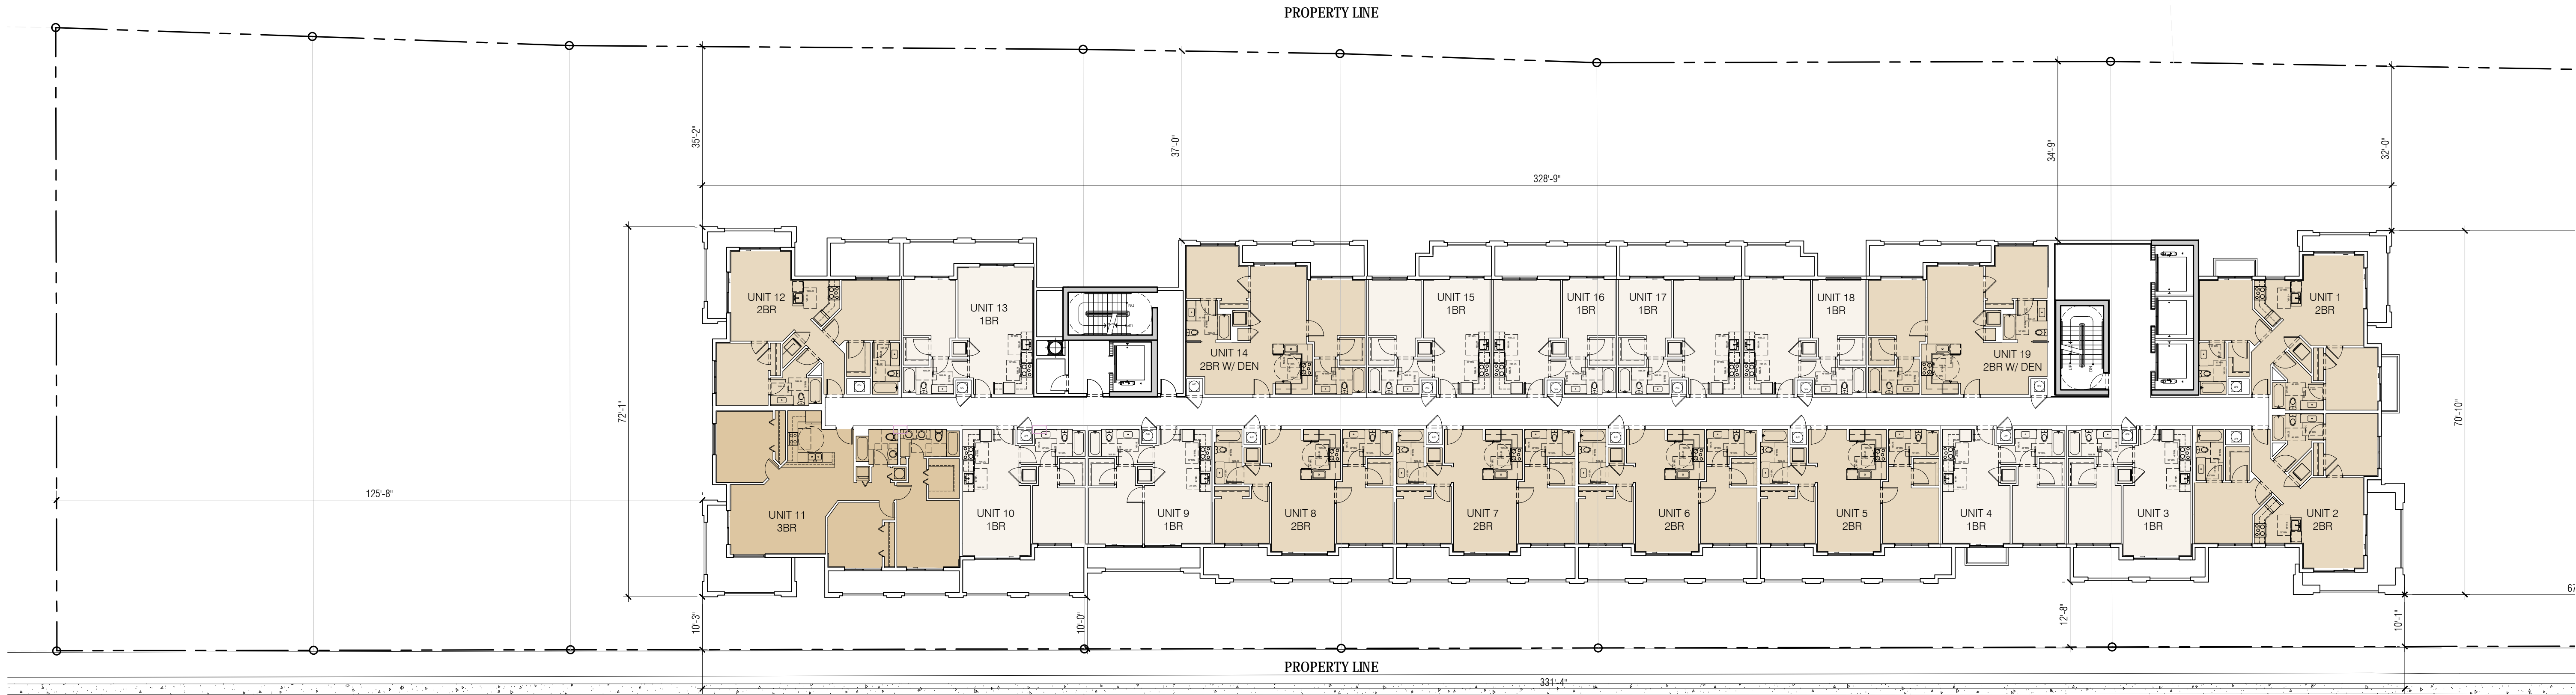 PROPERTY LINE
35'-2"
37'-0"
34'-9"
32'-0"
328'-9"
UNIT 12
2BR
UNIT 13
1BR
UNIT 14
2BR W/ DEN
UNIT 15
1BR
UNIT 16
1BR
UNIT 17
1BR
UNIT 18
1BR
UNIT 19
2BR W/ DEN
UNIT 1
2BR
72'-1"
70'-10"
125'-8"
UNIT 11
3BR
UNIT 10
1BR
UNIT 9
1BR
UNIT 8
2BR
UNIT 7
2BR
UNIT 6
2BR
UNIT 5
2BR
UNIT 4
1BR
UNIT 3
1BR
UNIT 2
2BR
67
10'-3"
10'-0"
12'-8"
10'-1"
PROPERTY LINE
331'-4"